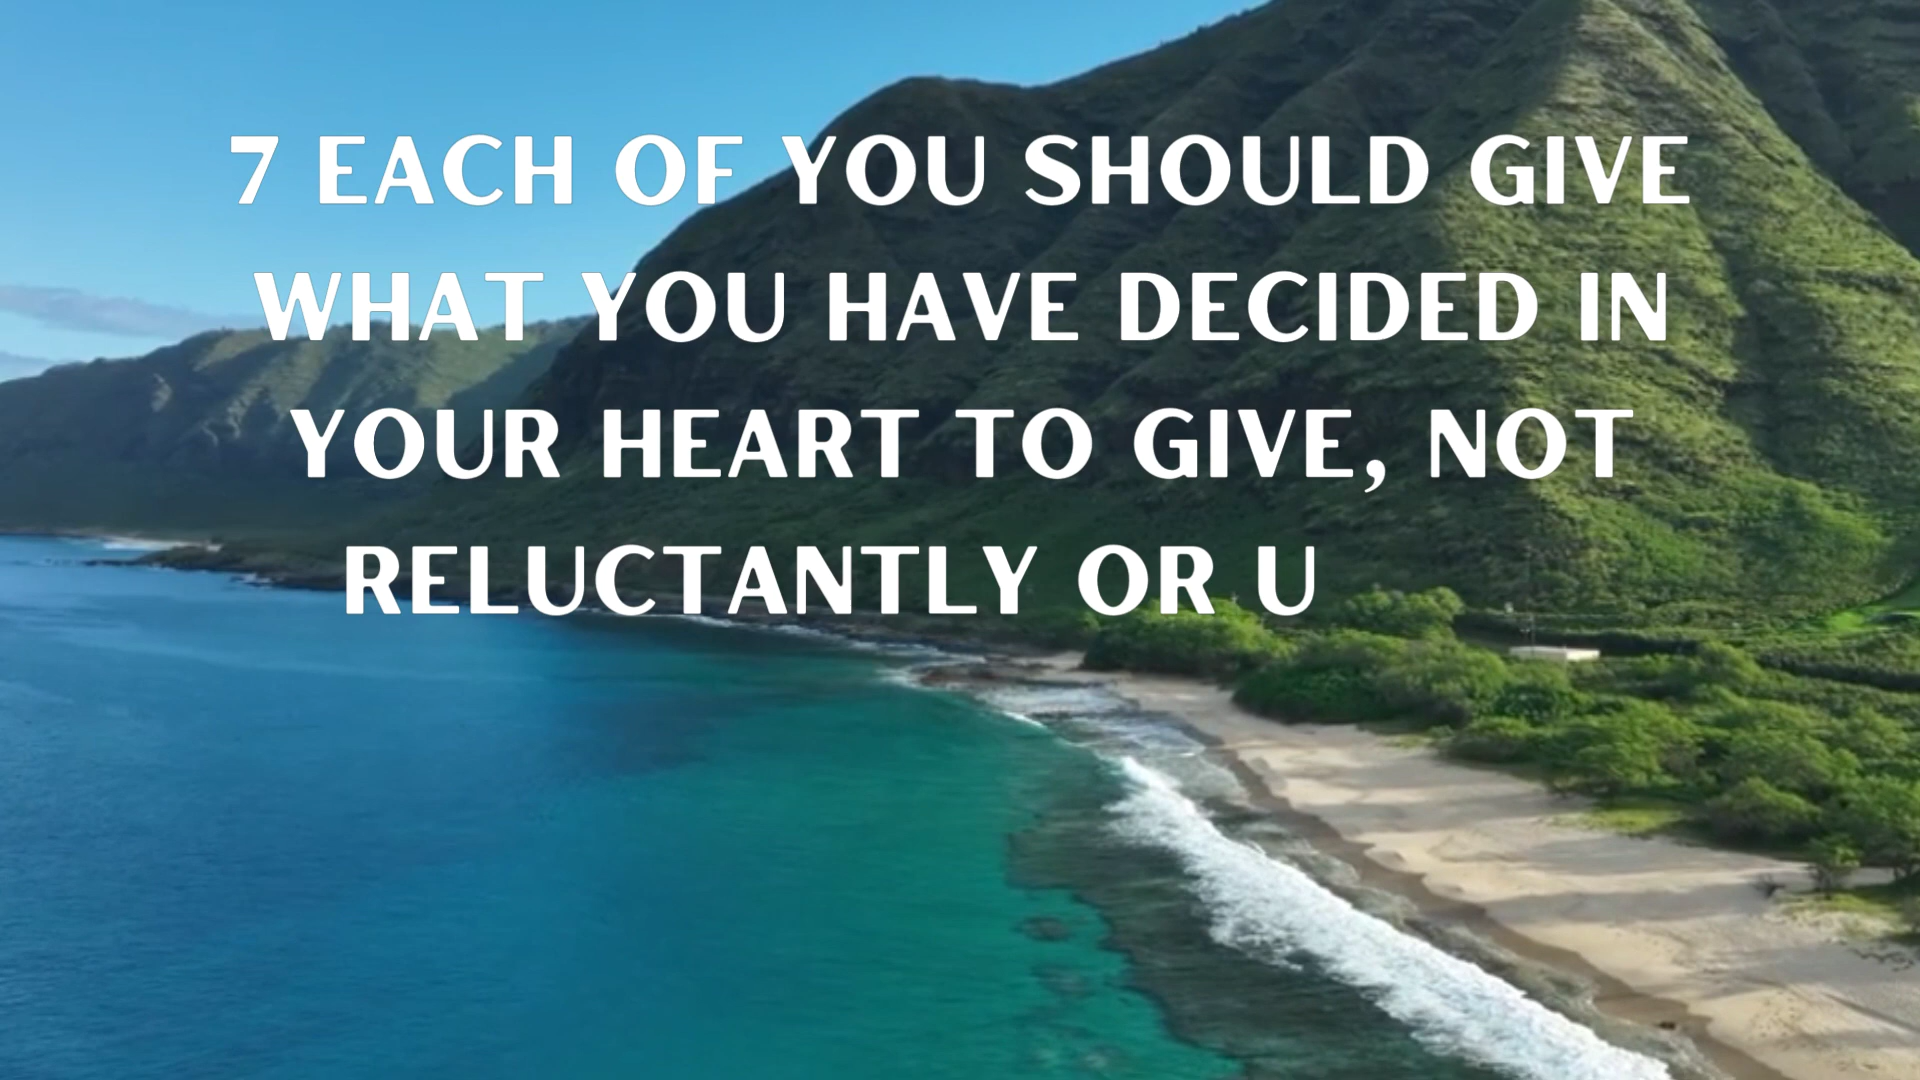 7 EACH OF YOU SHOULD GIVE
WHAT YOU HAVE DECIDED IN
YOUR HEART TO GIVE, NOT
RELUCTANTLY OR U